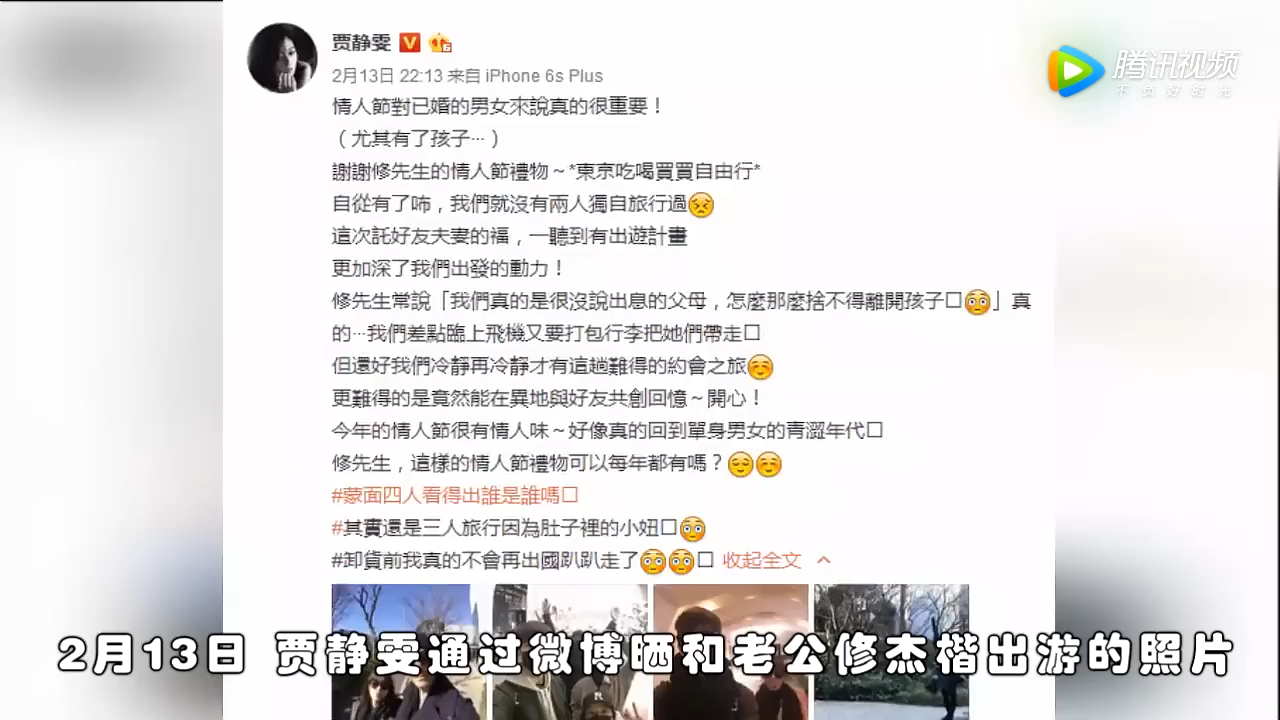 贾静雯
2月13日 22:13 来自 iPhone 6s Plus
情人節對已婚的男女來說真的很重要！
（尤其有了孩子…）
謝謝修先生的情人節禮物～*東京吃喝買買自由行*
自從有了咘，我們就沒有兩人獨自旅行過
這次託好友夫妻的福，一聽到有出遊計畫
更加深了我們出發的動力！
修先生常說「我們真的是很沒說出息的父母，怎麼那麼捨不得離開孩子」真
的…我們差點臨上飛機又要打包行李把她們帶走
但還好我們冷靜再冷靜才有這趟難得的約會之旅
更難得的是竟然能在異地與好友共創回憶～開心！
今年的情人節很有情人味～好像真的回到單身男女的青澀年代
修先生，這樣的情人節禮物可以每年都有嗎？
#蒙面四人看得出誰是誰嗎
#其實還是三人旅行因為肚子裡的小妞
#卸貨前我真的不會再出國趴趴走了 收起全文
腾讯视频
不负好时光
2月13日 贾静雯通过微博晒和老公修杰楷出游的照片